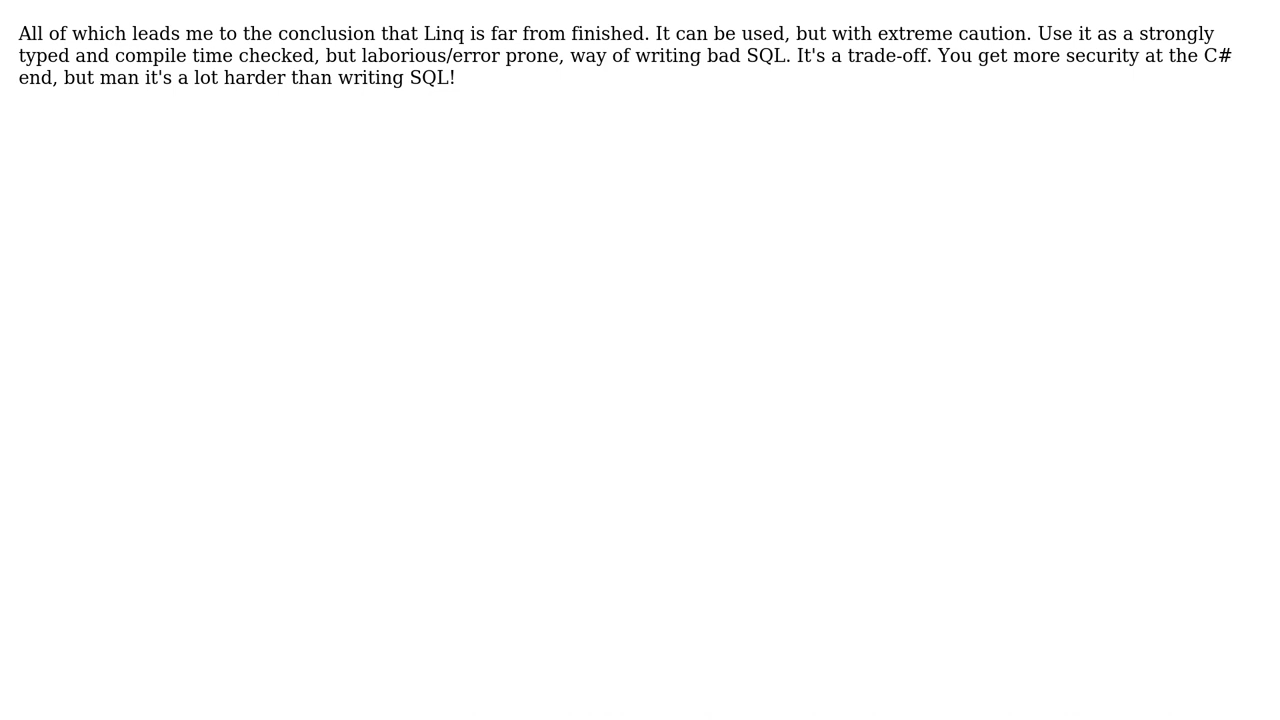 All of which leads me to the conclusion that Linq is far from finished. It can be used, but with extreme caution. Use it as a strongly
typed and compile time checked, but laborious/error prone, way of writing bad SQL. It's a trade-off. You get more security at the C#
end, but man it's a lot harder than writing SQL!